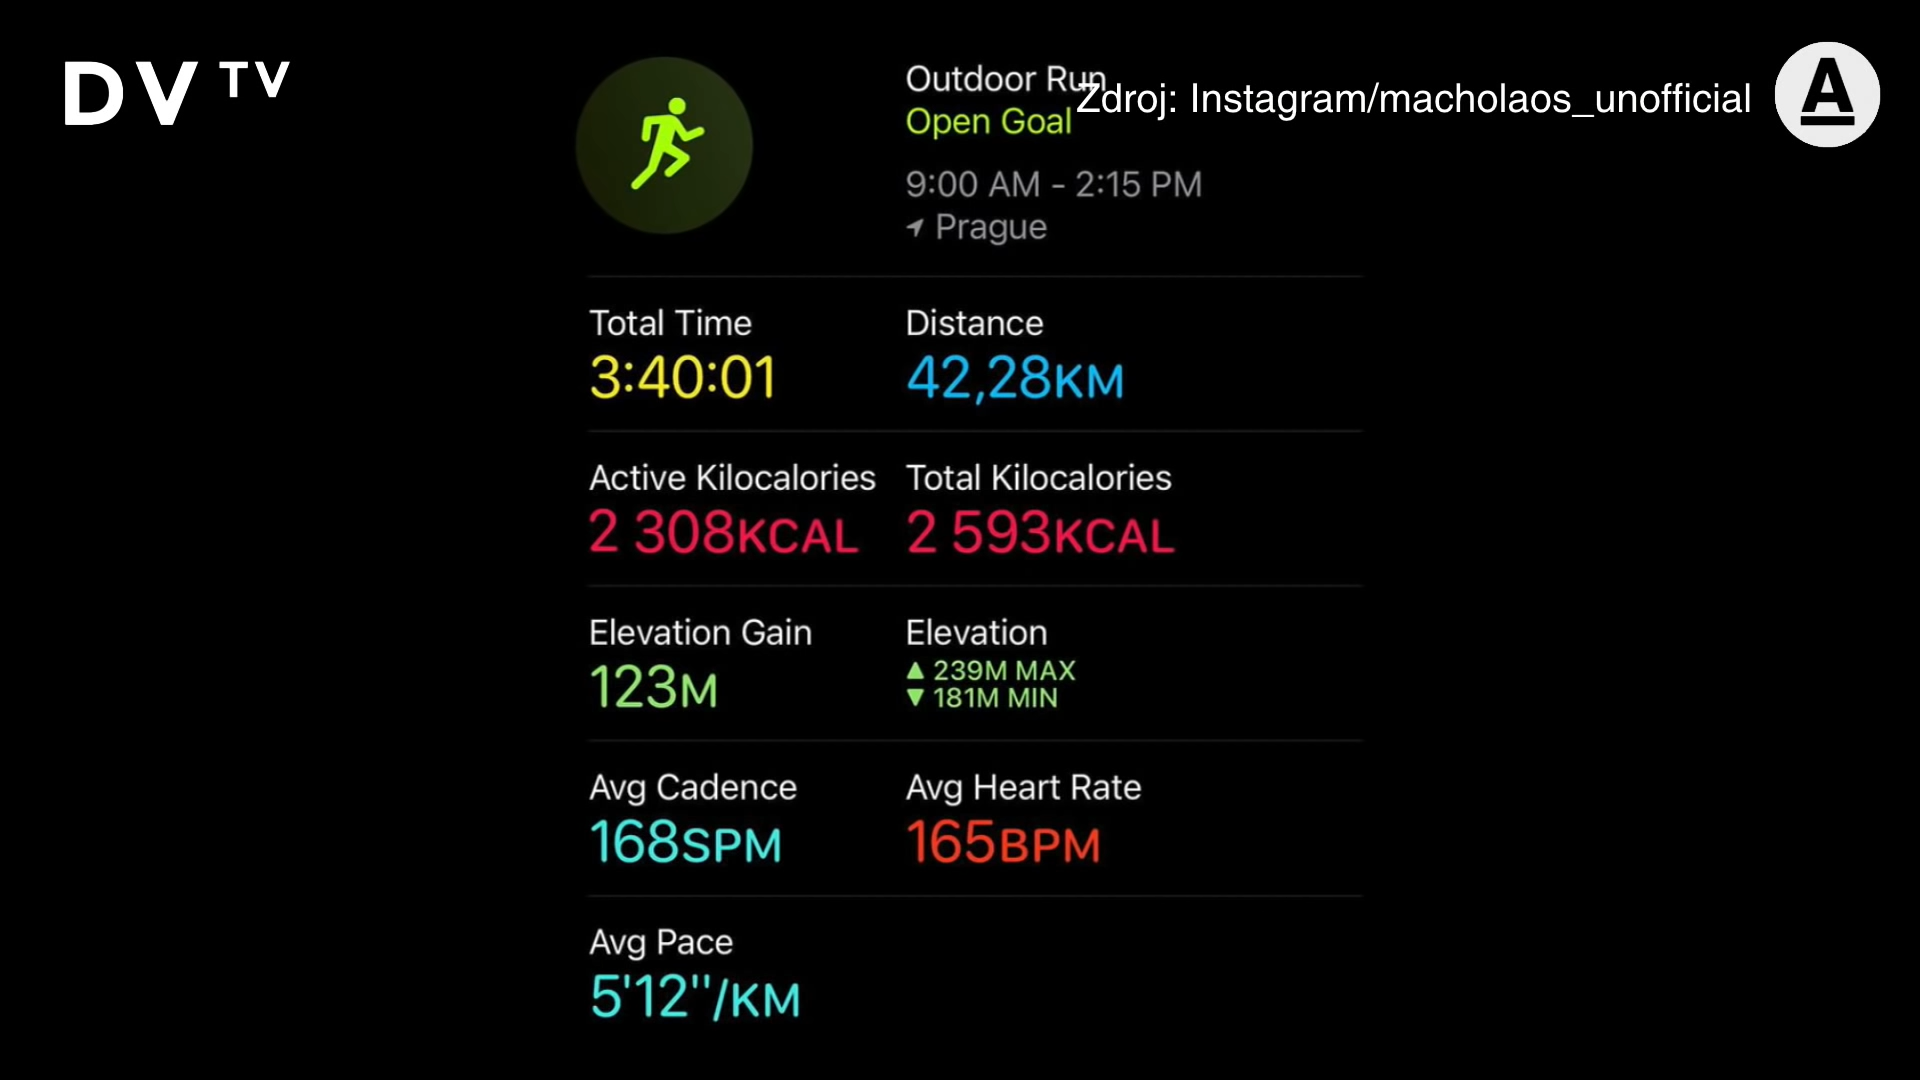 DV TV
Outdoor Run
Zdroj: Instagram/macholaos_unofficial
A
Open Goal
9:00 AM - 2:15 PM
Prague
Total Time
Distance
3:40:01
42,28KM
Active Kilocalories
Total Kilocalories
2 308KCAL
2 593KCAL
Elevation Gain
Elevation
123M
239M MAX
181M MIN
Avg Cadence
Avg Heart Rate
168SPM
165BPM
Avg Pace
5'12''/KM